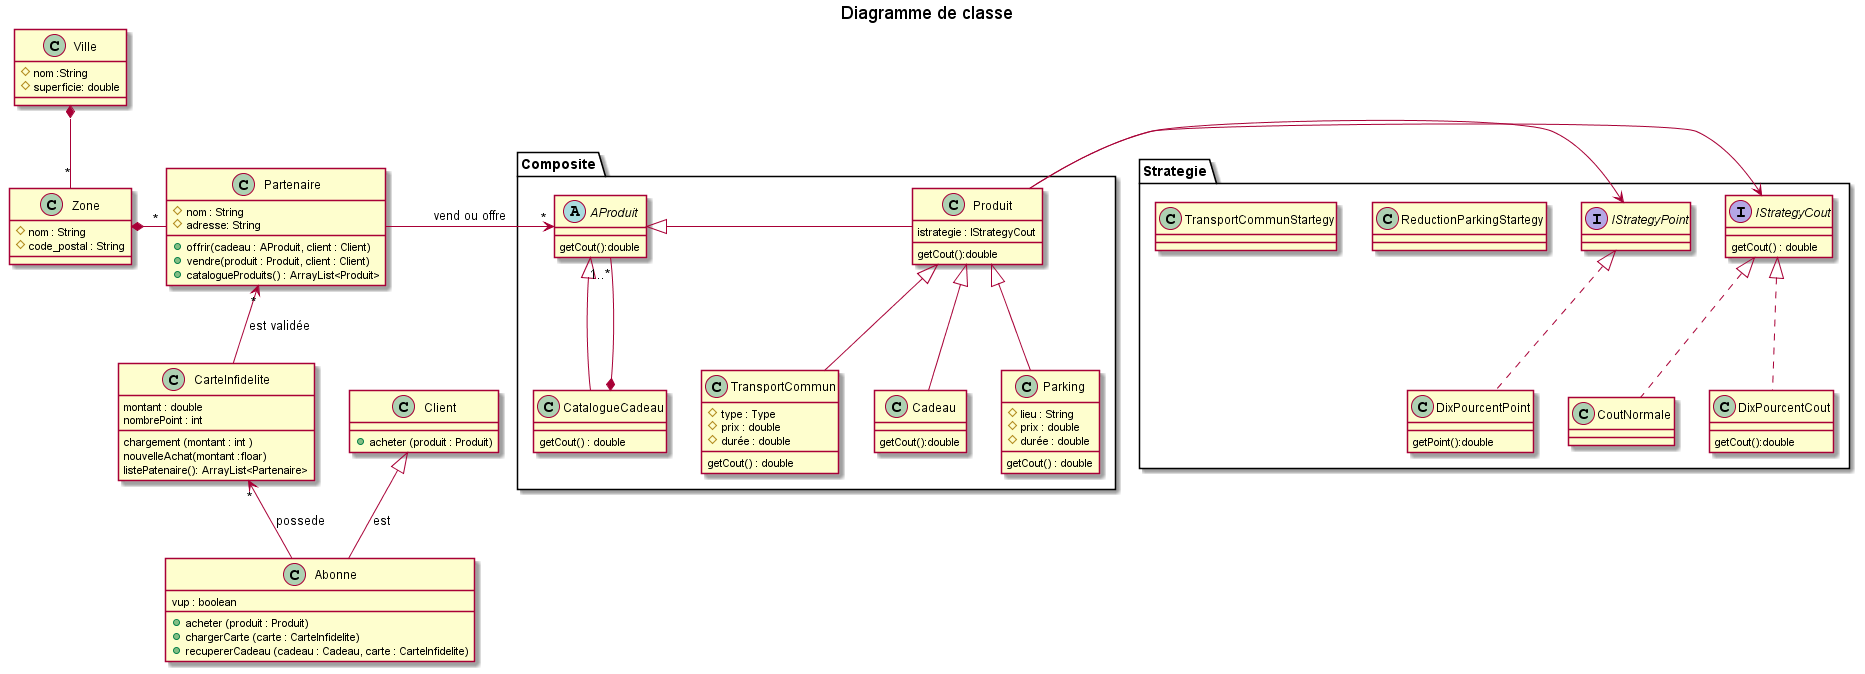 Diagramme de classe
C Ville
nom :String
superficie: double
*
C Zone
nom : String
code_postal : String
*
C Partenaire
nom : String
adresse: String
offrir(cadeau : AProduit, client : Client)
vendre(produit : Produit, client : Client)
catalogueProduits() : ArrayList<Produit>
vend ou offre
*
*
est validée
C CarteInfidelite
montant : double
nombrePoint : int
chargement (montant : int )
nouvelleAchat(montant :floar)
listePatenaire(): ArrayList<Partenaire>
*
possede
C Client
acheter (produit : Produit)
est
C Abonne
vup : boolean
acheter (produit : Produit)
chargerCarte (carte : CarteInfidelite)
recupererCadeau (cadeau : Cadeau, carte : CarteInfidelite)
Composite
A AProduit
getCout():double
1..*
C Produit
istrategie : IStrategyCout
getCout():double
C CatalogueCadeau
getCout() : double
C TransportCommun
type : Type
prix : double
durée : double
getCout() : double
C Cadeau
getCout():double
C Parking
lieu : String
prix : double
durée : double
getCout() : double
Strategie
C TransportCommunStartegy
C ReductionParkingStartegy
I IStrategyPoint
I IStrategyCout
getCout() : double
C DixPourcentPoint
getPoint():double
C CoutNormale
C DixPourcentCout
getCout():double